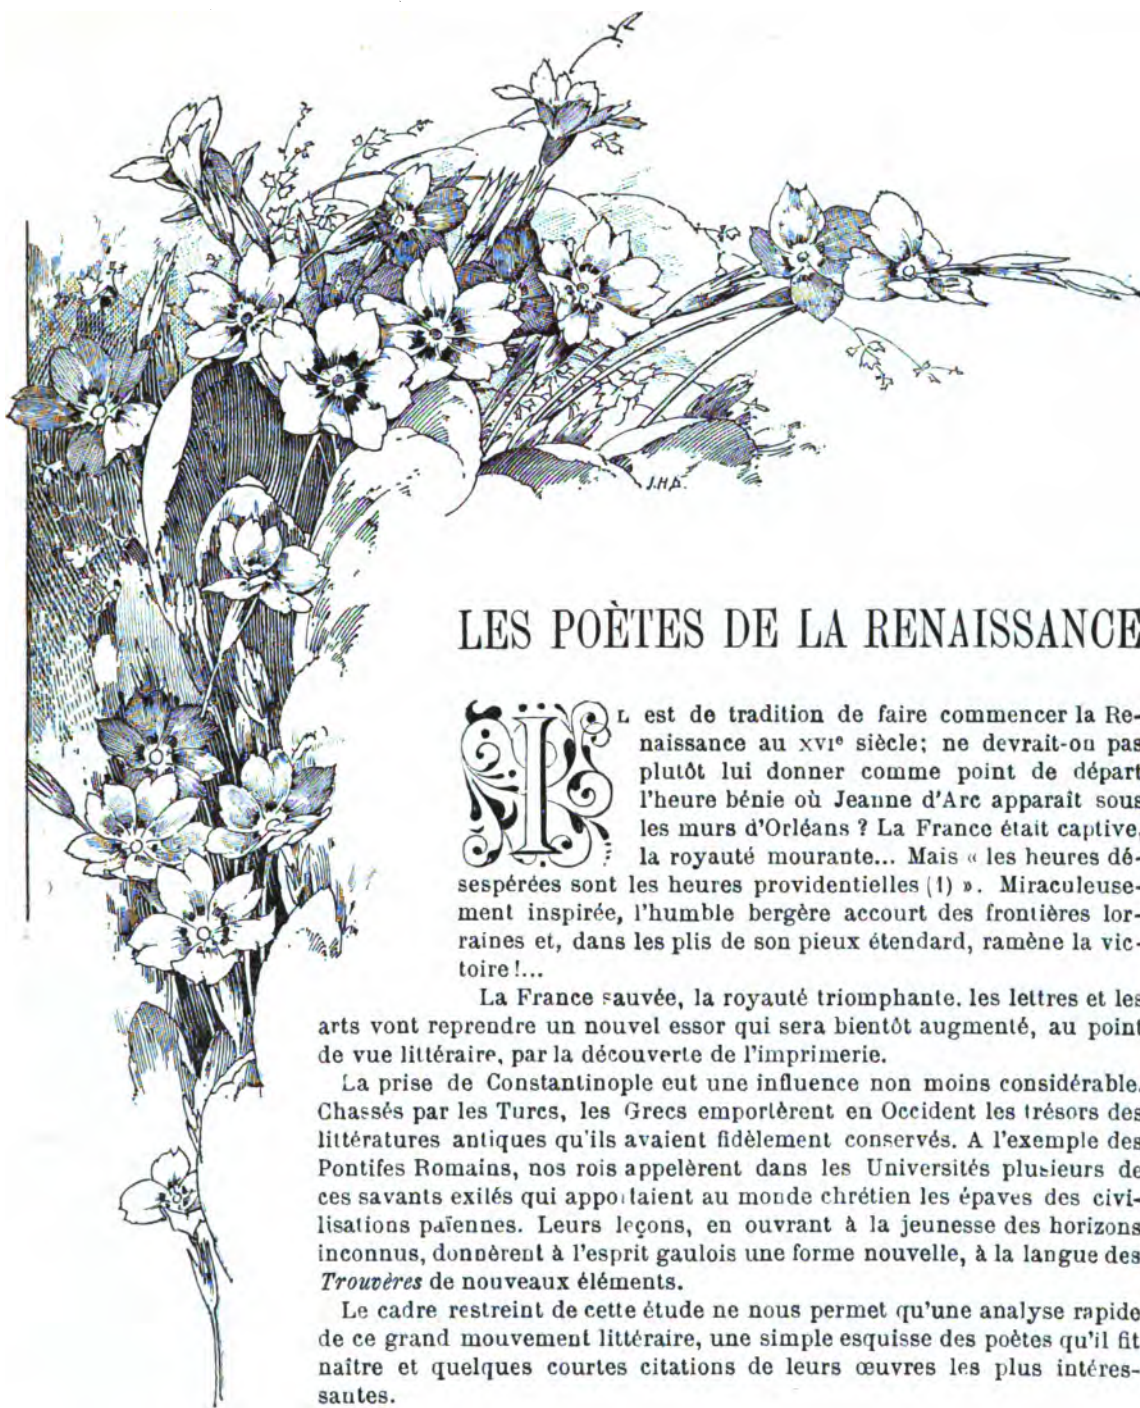 J.H.D.
LES POÈTES DE LA RENAISSANCE
IL est de tradition de faire commencer la Re-
naissance au XVIe siècle; ne devrait-on pas
plutôt lui donner comme point de départ
l'heure bénie où Jeanne d'Arc apparaît sous
les murs d'Orléans ? La France était captive,
la royauté mourante... Mais « les heures dé-
sespérées sont les heures providentielles (1) ». Miraculeuse-
ment inspirée, l'humble bergère accourt des frontières lor-
raines et, dans les plis de son pieux étendard, ramène la vic-
toire !...
La France sauvée, la royauté triomphante, les lettres et les
arts vont reprendre un nouvel essor qui sera bientôt augmenté, au point
de vue littéraire, par la découverte de l'imprimerie.
La prise de Constantinople eut une influence non moins considérable.
Chassés par les Turcs, les Grecs emportèrent en Occident les trésors des
littératures antiques qu'ils avaient fidèlement conservés. A l'exemple des
Pontifes Romains, nos rois appelèrent dans les Universités plusieurs de
ces savants exilés qui apportaient au monde chrétien les épaves des civi-
lisations païennes. Leurs leçons, en ouvrant à la jeunesse des horizons
inconnus, donnèrent à l'esprit gaulois une forme nouvelle, à la langue des
Trouvères de nouveaux éléments.
Le cadre restreint de cette étude ne nous permet qu'une analyse rapide
de ce grand mouvement littéraire, une simple esquisse des poètes qu'il fit
naître et quelques courtes citations de leurs œuvres les plus intéres-
santes.